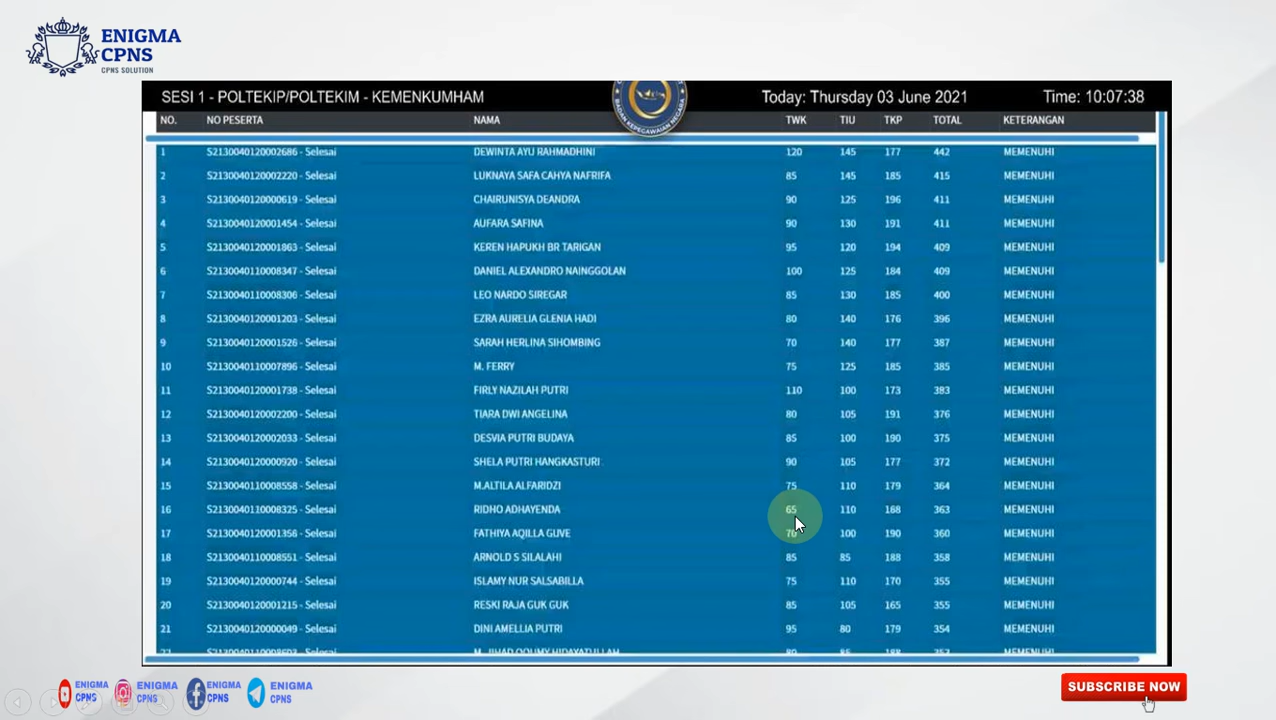 ENIGMA
CPNS
CPNS SOLUTION
SESI 1 - POLTEKIP/POLTEKIM - KEMENKUMHAM Today: Thursday 03 June 2021 Time: 10:07:38
BADAN KEPEGAWAIAN NEGARA
NO. NO PESERTA NAMA TWK TIU TKP TOTAL KETERANGAN
1 S2130040120002686 - Selesai DEWINTA AYU RAHMADHINI 120 145 177 442 MEMENUHI
2 S2130040120002220 - Selesai LUKNAYA SAFA CAHYA NAFRIFA 85 145 185 415 MEMENUHI
3 S2130040120000619 - Selesai CHAIRUNISYA DEANDRA 90 125 196 411 MEMENUHI
4 S2130040120001454 - Selesai AUFARA SAFINA 90 130 191 411 MEMENUHI
5 S2130040120001863 - Selesai KEREN HAPUKH BR TARIGAN 95 120 194 409 MEMENUHI
6 S2130040110008347 - Selesai DANIEL ALEXANDRO NAINGGOLAN 100 125 184 409 MEMENUHI
7 S2130040110008306 - Selesai LEO NARDO SIREGAR 85 130 185 400 MEMENUHI
8 S2130040120001203 - Selesai EZRA AURELIA GLENIA HADI 80 140 176 396 MEMENUHI
9 S2130040120001526 - Selesai SARAH HERLINA SIHOMBING 70 140 177 387 MEMENUHI
10 S2130040110007896 - Selesai M. FERRY 75 125 185 385 MEMENUHI
11 S2130040120001738 - Selesai FIRLY NAZILAH PUTRI 110 100 173 383 MEMENUHI
12 S2130040120002200 - Selesai TIARA DWI ANGELINA 80 105 191 376 MEMENUHI
13 S2130040120002033 - Selesai DESVIA PUTRI BUDAYA 85 100 190 375 MEMENUHI
14 S2130040120000920 - Selesai SHELA PUTRI HANGKASTURI 90 105 177 372 MEMENUHI
15 S2130040110008558 - Selesai M.ALTILA ALFARIDZI 75 110 179 364 MEMENUHI
16 S2130040110008325 - Selesai RIDHO ADHAYENDA 65 110 188 363 MEMENUHI
17 S2130040120001356 - Selesai FATHIYA AQILLA GUVE 70 100 190 360 MEMENUHI
18 S2130040110008551 - Selesai ARNOLD S SILALAHI 85 85 188 358 MEMENUHI
19 S2130040120000744 - Selesai ISLAMY NUR SALSABILLA 75 110 170 355 MEMENUHI
20 S2130040120001215 - Selesai RESKI RAJA GUK GUK 85 105 165 355 MEMENUHI
21 S2130040120000049 - Selesai DINI AMELLIA PUTRI 95 80 179 354 MEMENUHI
ENIGMA
CPNS
ENIGMA
CPNS
ENIGMA
CPNS
ENIGMA
CPNS
SUBSCRIBE NOW